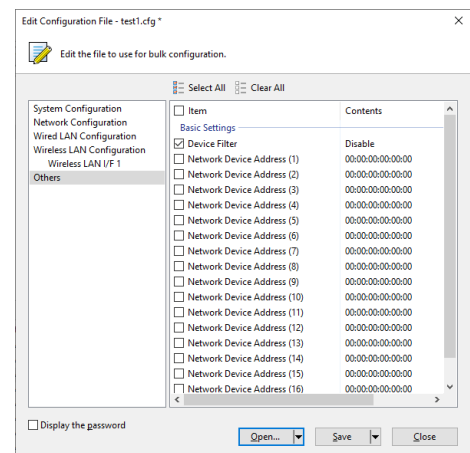 Edit Configuration File - test1.cfg *
Edit the file to use for bulk configuration.
Select All Clear All
System Configuration
Network Configuration
Wired LAN Configuration
Wireless LAN Configuration
Wireless LAN I/F 1
Others
Item Contents
Basic Settings
Device Filter Disable
Network Device Address (1) 00:00:00:00:00:00
Network Device Address (2) 00:00:00:00:00:00
Network Device Address (3) 00:00:00:00:00:00
Network Device Address (4) 00:00:00:00:00:00
Network Device Address (5) 00:00:00:00:00:00
Network Device Address (6) 00:00:00:00:00:00
Network Device Address (7) 00:00:00:00:00:00
Network Device Address (8) 00:00:00:00:00:00
Network Device Address (9) 00:00:00:00:00:00
Network Device Address (10) 00:00:00:00:00:00
Network Device Address (11) 00:00:00:00:00:00
Network Device Address (12) 00:00:00:00:00:00
Network Device Address (13) 00:00:00:00:00:00
Network Device Address (14) 00:00:00:00:00:00
Network Device Address (15) 00:00:00:00:00:00
Network Device Address (16) 00:00:00:00:00:00
Display the password
Open... Save Close